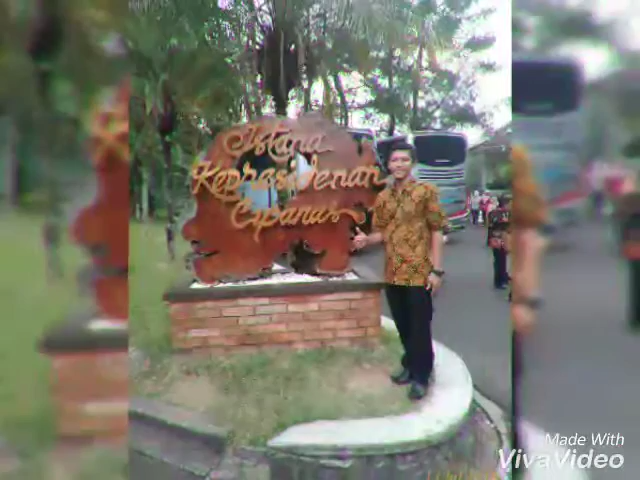 Istana
Kepresidenan
Cipanas
Made With
VivaVideo